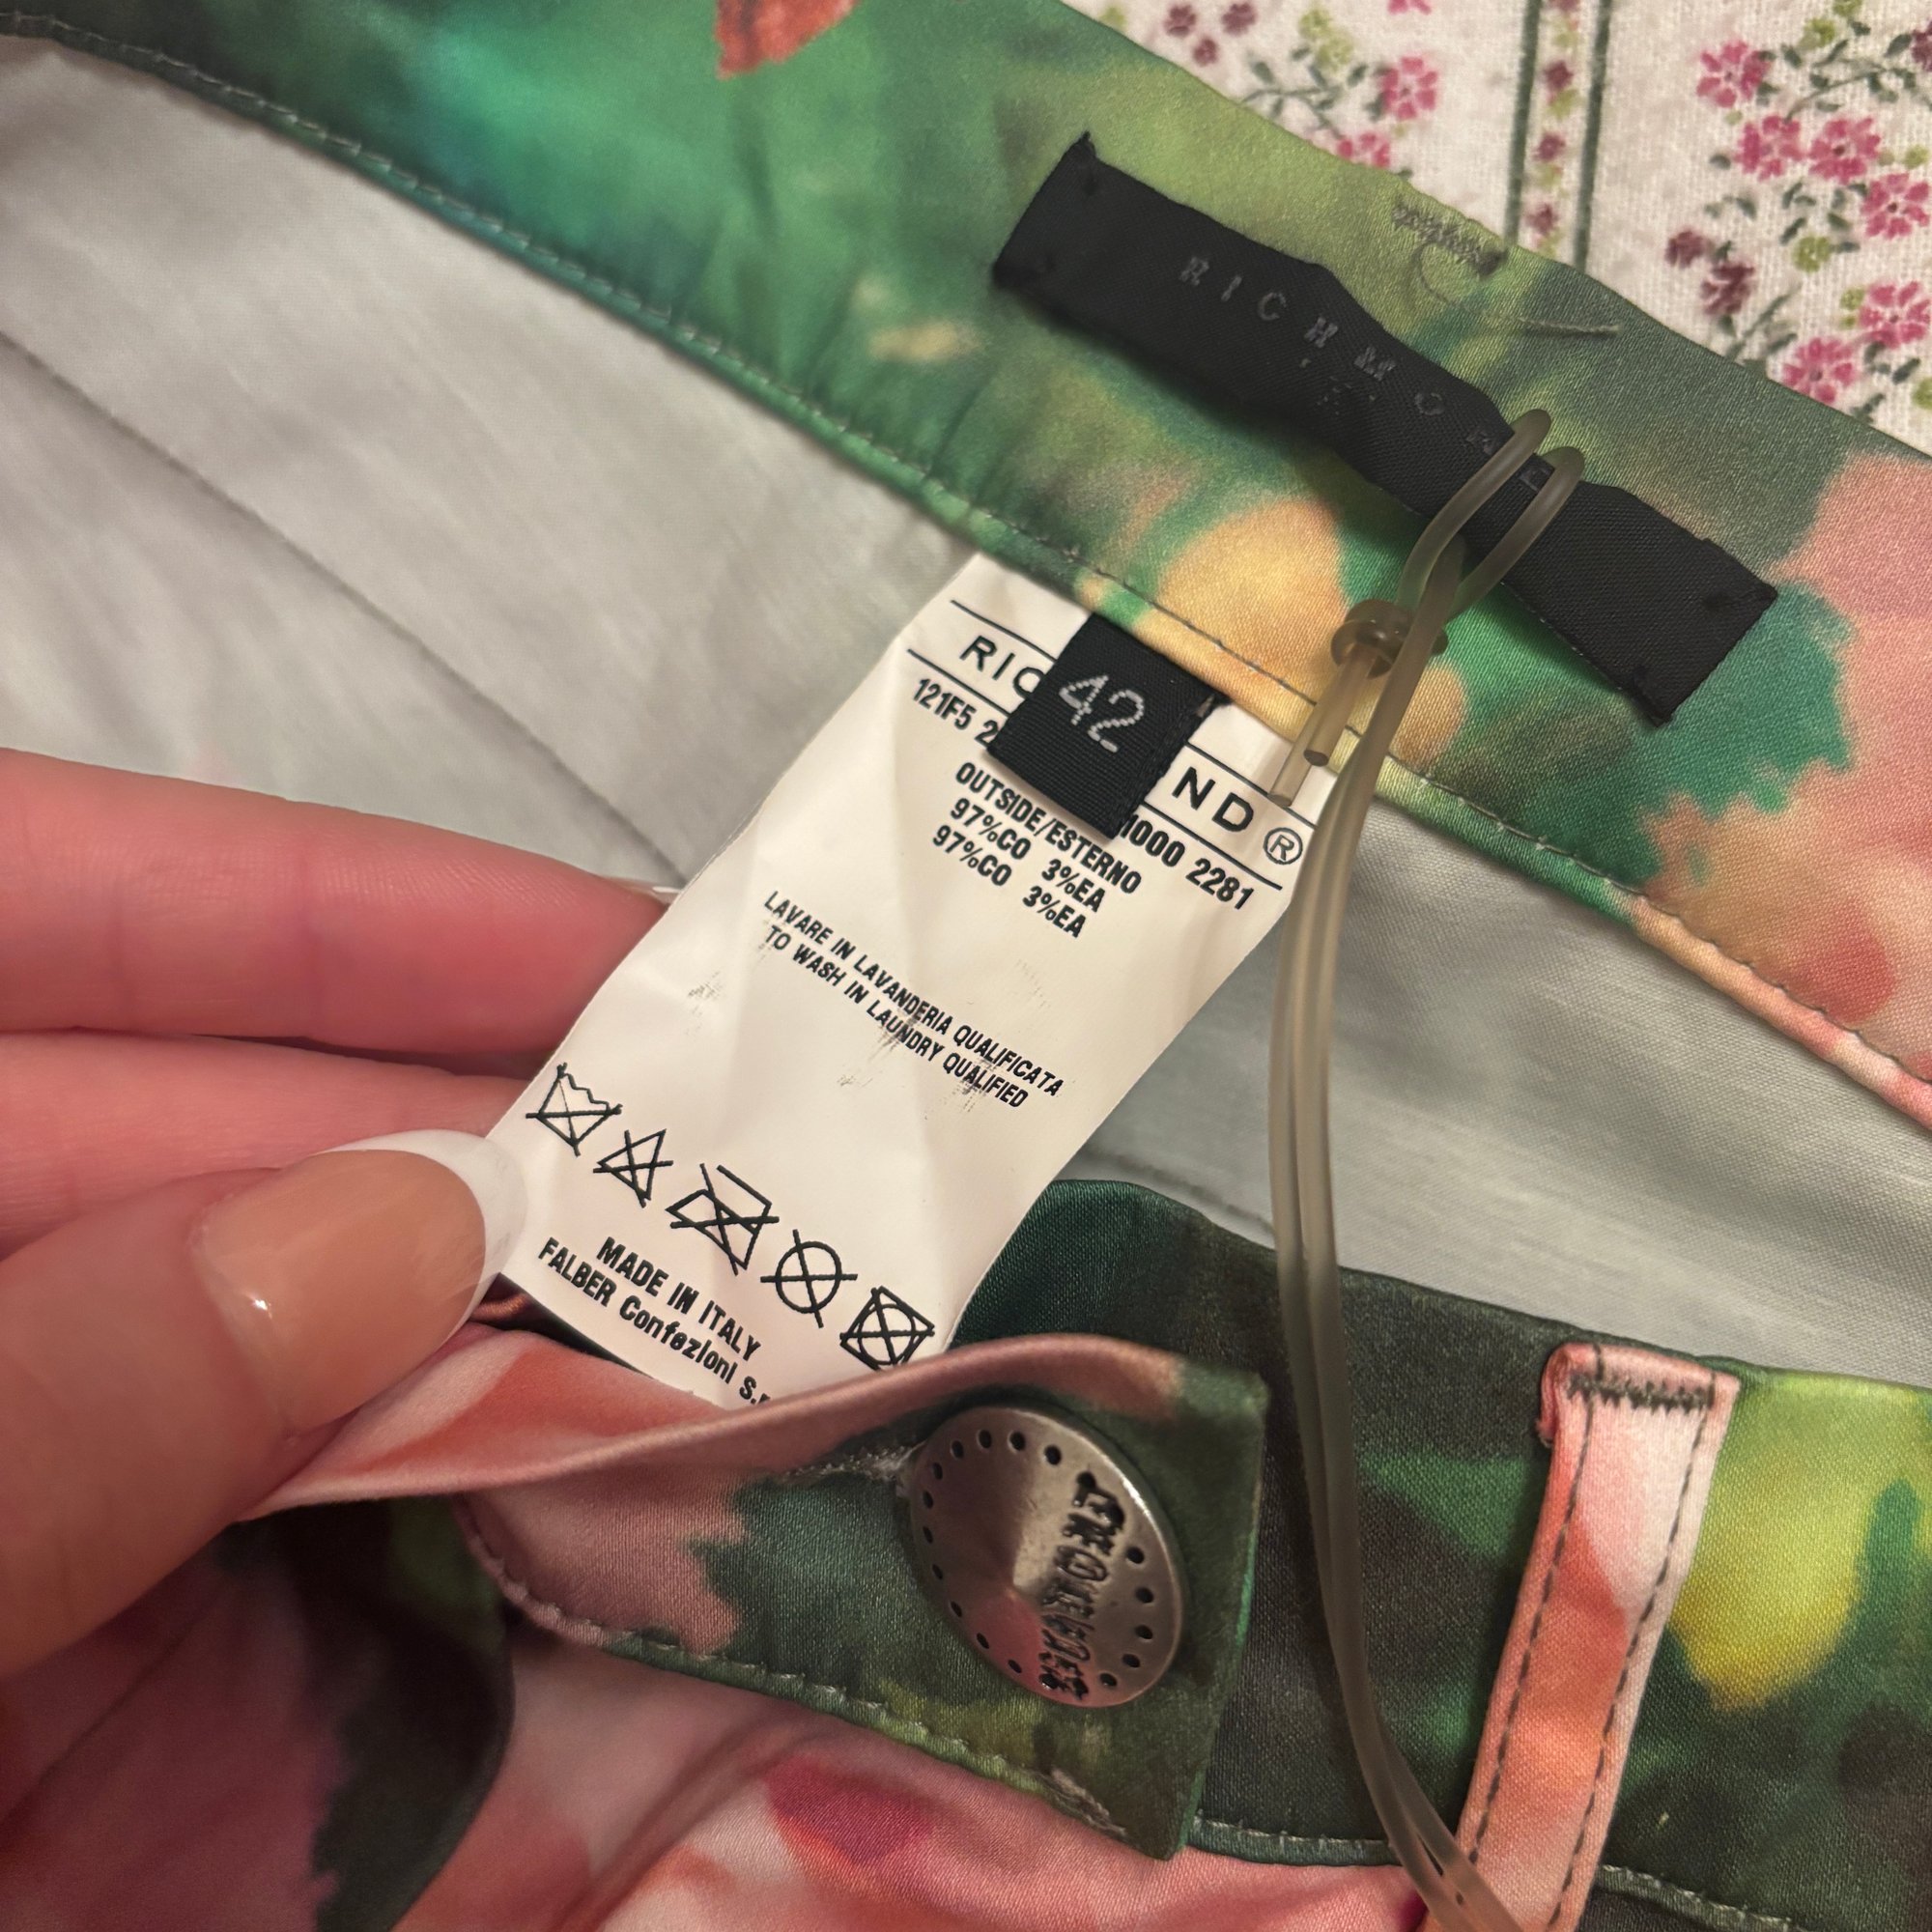 RICHMOND
42
RIC ND®
121F5 2 1000 2281
OUTSIDE/ESTERNO
97%CO 3%EA
97%CO 3%EA
LAVARE IN LAVANDERIA QUALIFICATA
TO WASH IN LAUNDRY QUALIFIED
MADE IN ITALY
FALBER Confezioni S.r